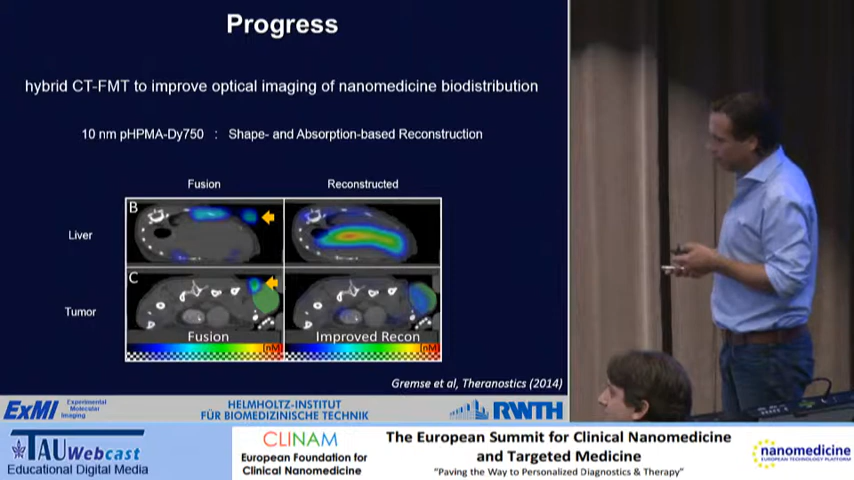 Progress
hybrid CT-FMT to improve optical imaging of nanomedicine biodistribution
10 nm pHPMA-Dy750 : Shape- and Absorption-based Reconstruction
Fusion
Reconstructed
Liver
B
Tumor
C
Fusion
[nM]
Improved Recon
[nM]
Gremse et al, Theranostics (2014)
ExMI
Experimental
Molecular
Imaging
HELMHOLTZ-INSTITUT
FÜR BIOMEDIZINISCHE TECHNIK
RWTH
TAUWebcast
Educational Digital Media
CLINAM
European Foundation for
Clinical Nanomedicine
The European Summit for Clinical Nanomedicine
and Targeted Medicine
"Paving the Way to Personalized Diagnostics & Therapy"
nanomedicine
EUROPEAN TECHNOLOGY PLATFORM